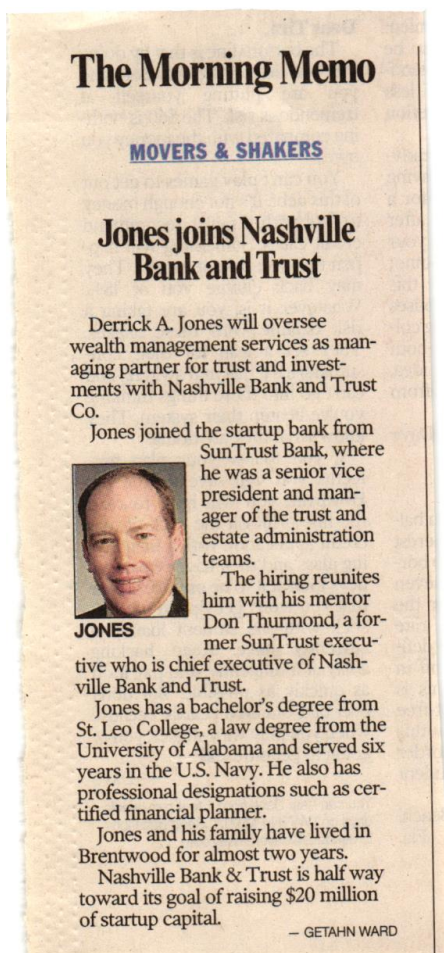 The Morning Memo
MOVERS & SHAKERS
Jones joins Nashville
Bank and Trust
Derrick A. Jones will oversee
wealth management services as man-
aging partner for trust and invest-
ments with Nashville Bank and Trust
Co.
Jones joined the startup bank from
SunTrust Bank, where
he was a senior vice
president and man-
ager of the trust and
estate administration
teams.
The hiring reunites
him with his mentor
Don Thurmond, a for-
mer SunTrust execu-
JONES
tive who is chief executive of Nash-
ville Bank and Trust.
Jones has a bachelor's degree from
St. Leo College, a law degree from the
University of Alabama and served six
years in the U.S. Navy. He also has
professional designations such as cer-
tified financial planner.
Jones and his family have lived in
Brentwood for almost two years.
Nashville Bank & Trust is half way
toward its goal of raising $20 million
of startup capital.
— GETAHN WARD